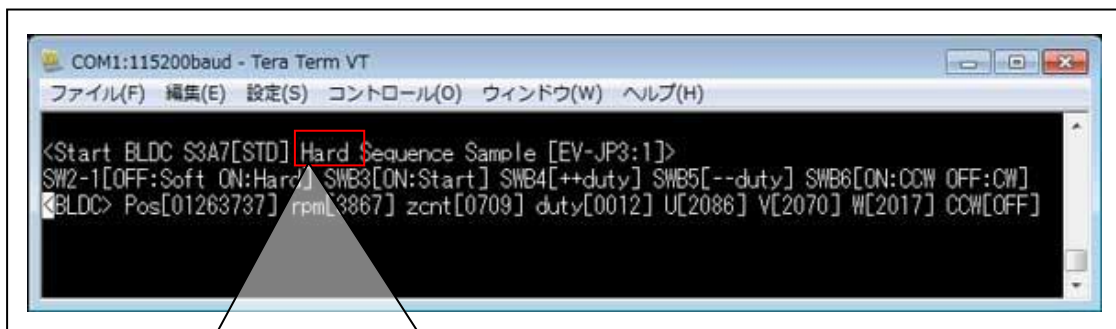 COM1:115200baud - Tera Term VT
ファイル(F) 編集(E) 設定(S) コントロール(O) ウィンドウ(W) ヘルプ(H)
<Start BLDC S3A7[STD] Hard Sequence Sample [EV-JP3:1]>
SW2-1[OFF:Soft ON:Hard] SWB3[ON:Start] SWB4[++duty] SWB5[--duty] SWB6[ON:CCW OFF:CW]
<BLDC> Pos[01263737] rpm[3867] zcnt[0709] duty[0012] U[2086] V[2070] W[2017] CCW[OFF]